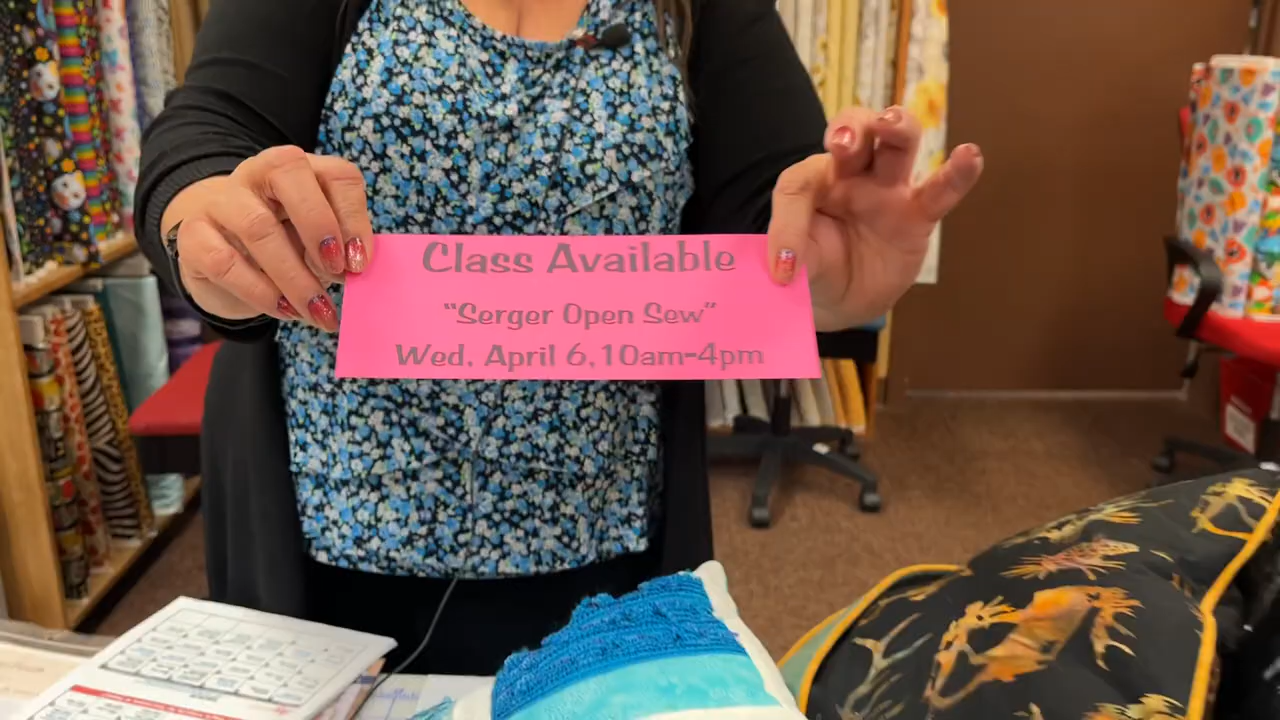 Class Available
“Serger Open Sew”
Wed. April 6, 10am-4pm